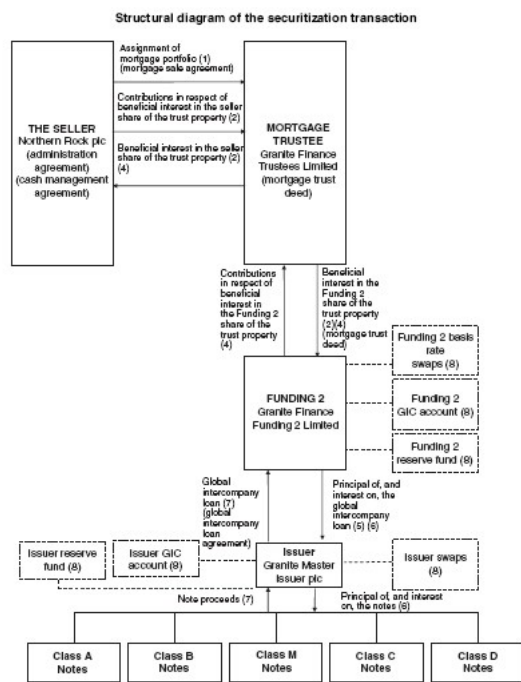 Structural diagram of the securitization transaction
Assignment of
mortgage portfolio (1)
(mortgage sale agreement)
Contributions in respect of
beneficial interest in the seller
share of the trust property (2)
Beneficial interest in the seller
share of the trust property (2)
(4)
THE SELLER
Northern Rock plc
(administration
agreement)
(cash management
agreement)
MORTGAGE
TRUSTEE
Granite Finance
Trustees Limited
(mortgage trust
deed)
Contributions
in respect of
beneficial
interest in
the Funding 2
share of the
trust property
(4)
Beneficial
interest in the
Funding 2
share of the
trust property
(2)(4)
(mortgage trust
deed)
Funding 2 basis
rate
swaps (8)
FUNDING 2
Granite Finance
Funding 2 Limited
Funding 2
GIC account (8)
Funding 2
reserve fund (8)
Global
intercompany
loan (7)
(global
intercompany
loan
agreement)
Principal of, and
interest on, the
global
intercompany
loan (5) (6)
Issuer reserve
fund (8)
Issuer GIC
account (8)
Issuer
Granite Master
Issuer plc
Issuer swaps
(8)
Note proceeds (7)
Principal of, and interest
on, the notes (6)
Class A
Notes
Class B
Notes
Class M
Notes
Class C
Notes
Class D
Notes